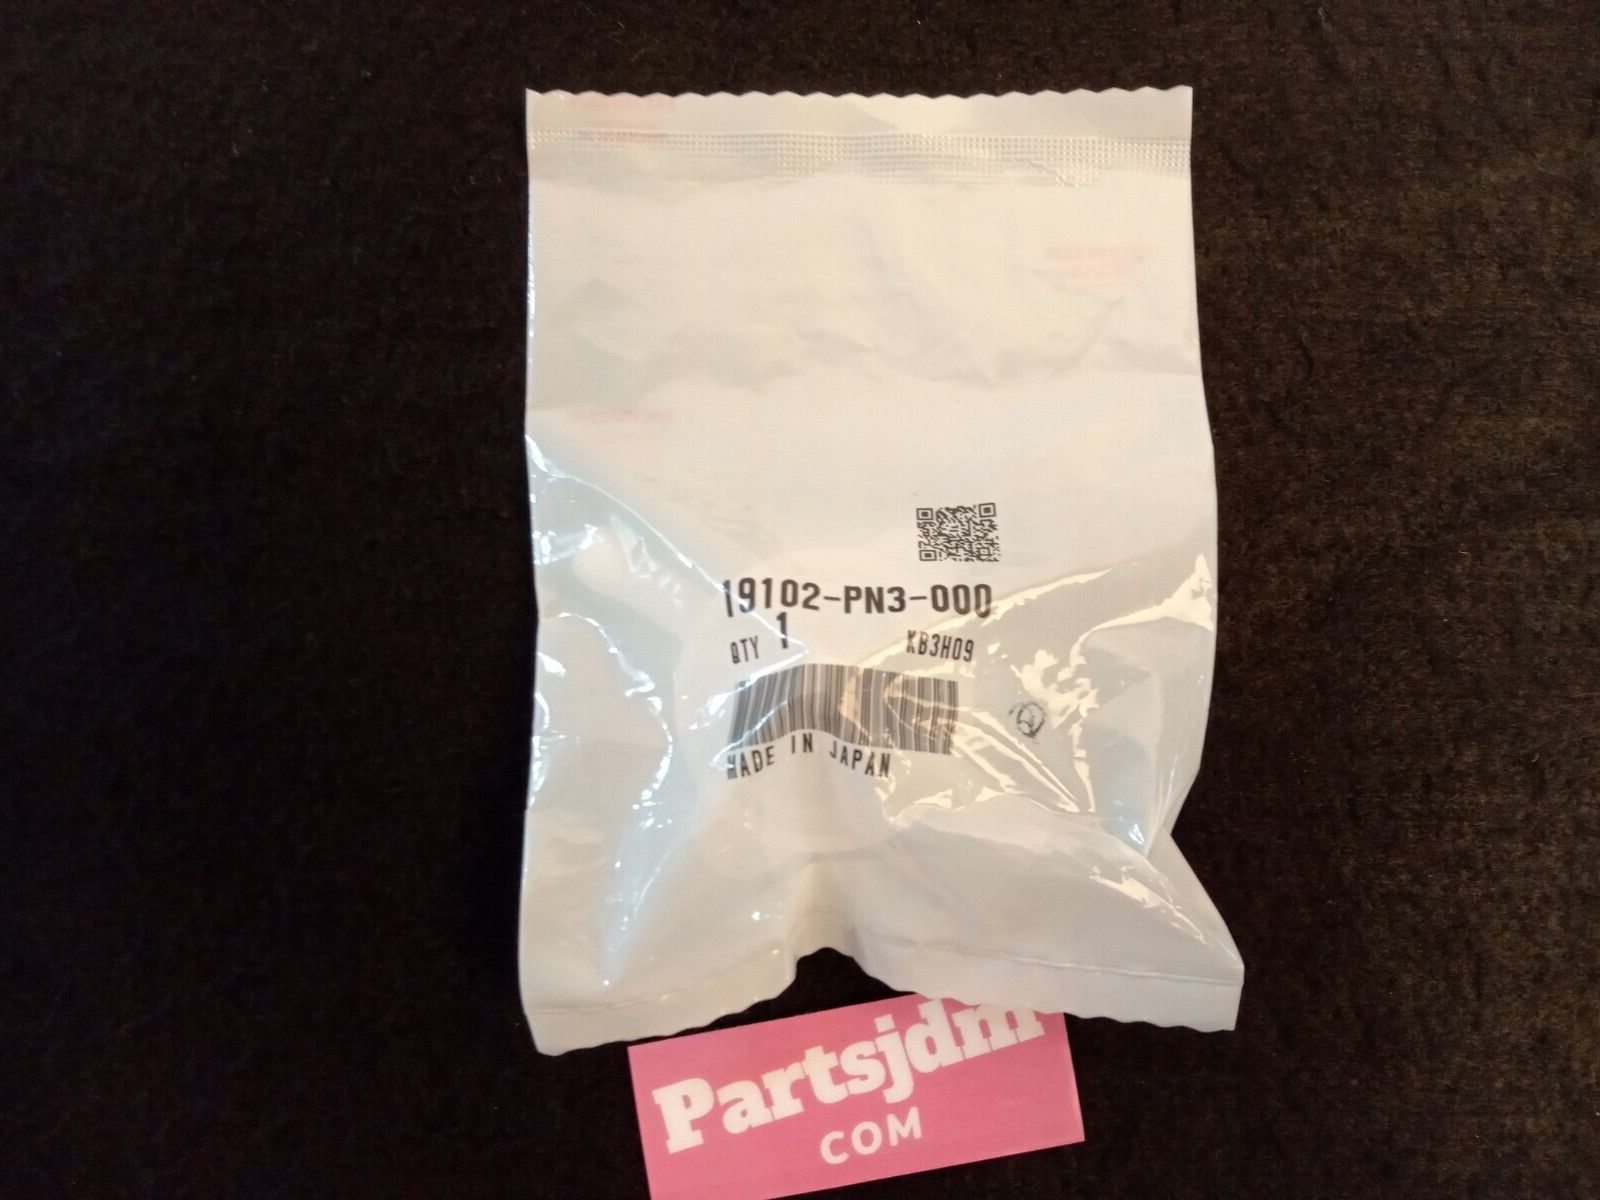 19102-PN3-000
QTY 1 KB3H09
MADE IN JAPAN
Partsjdm
COM